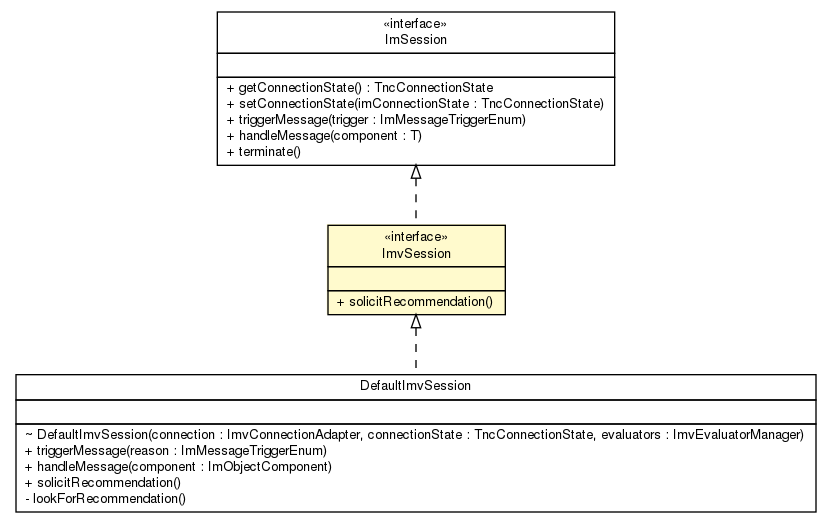 «interface»
ImSession
+ getConnectionState() : TncConnectionState
+ setConnectionState(imConnectionState : TncConnectionState)
+ triggerMessage(trigger : ImMessageTriggerEnum)
+ handleMessage(component : T)
+ terminate()
«interface»
ImvSession
+ solicitRecommendation()
DefaultImvSession
~ DefaultImvSession(connection : ImvConnectionAdapter, connectionState : TncConnectionState, evaluators : ImvEvaluatorManager)
+ triggerMessage(reason : ImMessageTriggerEnum)
+ handleMessage(component : ImObjectComponent)
+ solicitRecommendation()
- lookForRecommendation()